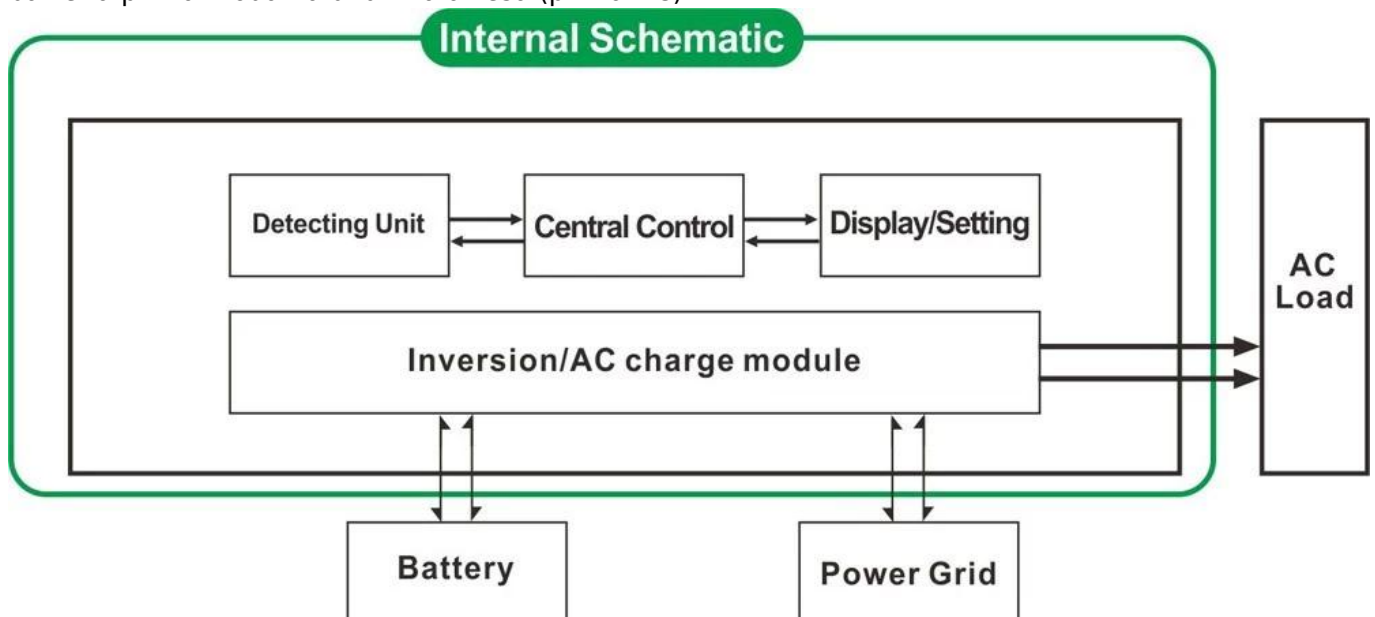 Internal Schematic
Detecting Unit
Central Control
Display/Setting
AC
Load
Inversion/AC charge module
Battery
Power Grid